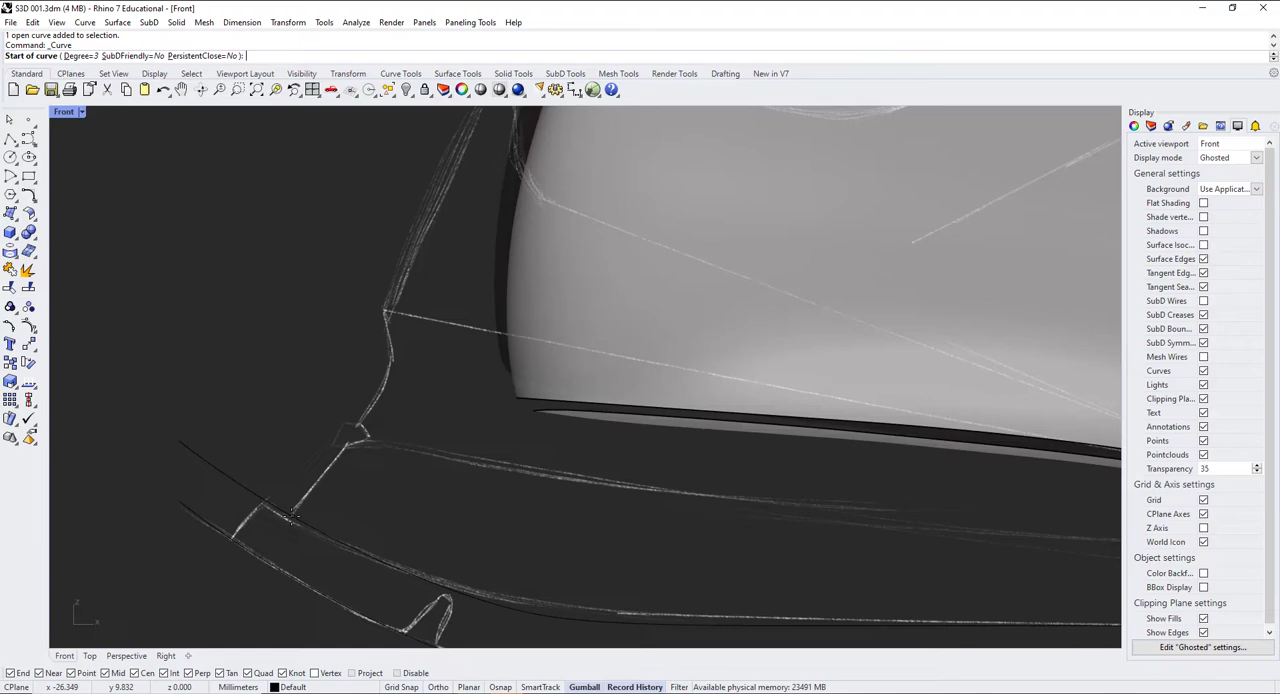 S3D 001.3dm (4 MB) - Rhino 7 Educational - [Front]
File Edit View Curve Surface SubD Solid Mesh Dimension Transform Tools Analyze Render Panels Paneling Tools Help
1 open curve added to selection.
Command: _Curve
Start of curve ( Degree=3 SubDFriendly=No PersistentClose=No ):
Standard CPlanes Set View Display Select Viewport Layout Visibility Transform Curve Tools Surface Tools Solid Tools SubD Tools Mesh Tools Render Tools Drafting New in V7
Front
Display
Active viewport Front
Display mode Ghosted
General settings
Background Use Applicat...
Flat Shading
Shade verte...
Shadows
Surface Isoc...
Surface Edges
Tangent Edg...
Tangent Sea...
SubD Wires
SubD Creases
SubD Boun...
SubD Symm...
Mesh Wires
Curves
Lights
Clipping Pla...
Text
Annotations
Points
Pointclouds
Transparency 35
Grid & Axis settings
Grid
CPlane Axes
Z Axis
World Icon
Object settings
Color Backf...
BBox Display
Clipping Plane settings
Show Fills
Show Edges
Edit "Ghosted" settings...
z
x
Front Top Perspective Right
End Near Point Mid Cen Int Perp Tan Quad Knot Vertex Project Disable
CPlane x -26.349 y 9.832 z 0.000 Millimeters Default Grid Snap Ortho Planar Osnap SmartTrack Gumball Record History Filter Available physical memory: 23491 MB